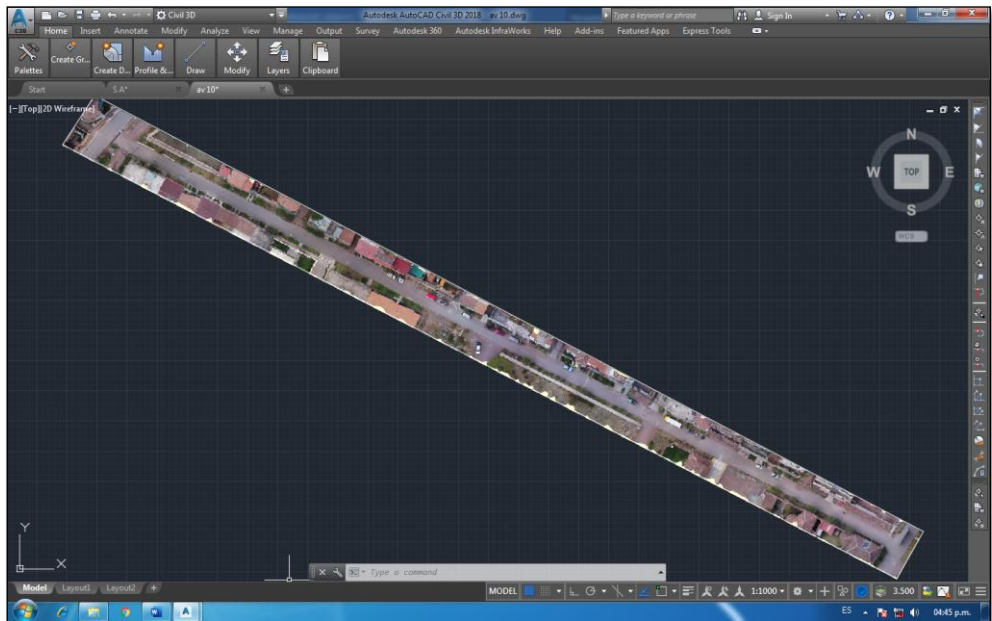 Civil 3D
Autodesk AutoCAD Civil 3D 2018 av 10.dwg
Type a keyword or phrase
Sign In
C3D
Home Insert Annotate Modify Analyze View Manage Output Survey Autodesk 360 Autodesk InfraWorks Help Add-ins Featured Apps Express Tools
Palettes
Create Gr...
Create D...
Profile &...
Draw
Modify
Layers
Clipboard
Start S A* av 10*
[−][Top][2D Wireframe]
N
W TOP E
S
WCS
Y
X
Type a command
Model Layout1 Layout2 +
MODEL 1:1000 3.500
ES 04:45 p.m.